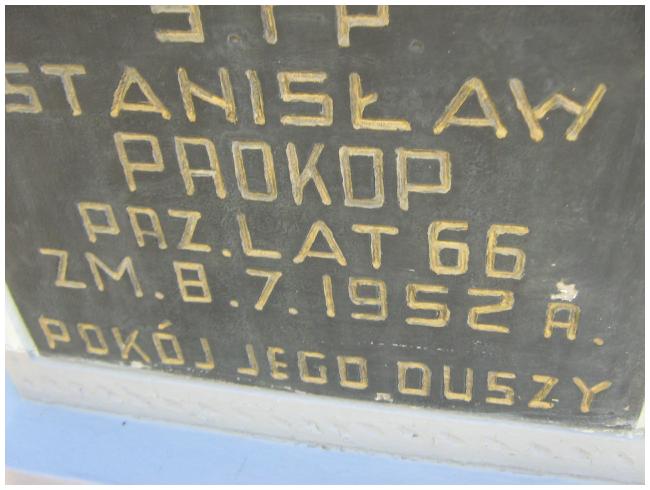 Ś.†.P
STANISŁAW
PROKOP
PRZ. LAT 66
ZM. 8. 7. 1952 R.
POKÓJ JEGO DUSZY